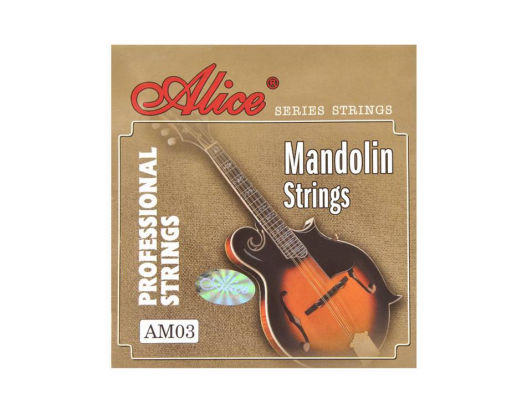 Alice®
SERIES STRINGS
Mandolin
Strings
PROFESSIONAL
STRINGS
AM03